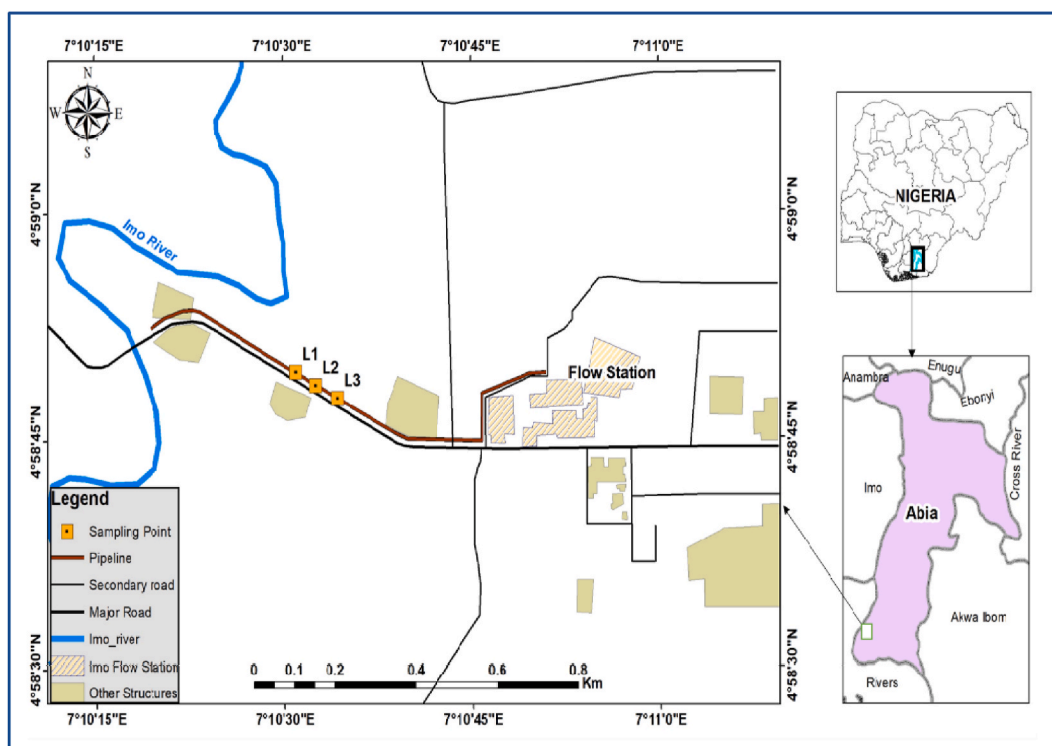 7°10'15"E 7°10'30"E 7°10'45"E 7°11'0"E
N
W E
S
4°59'0"N
4°59'0"N
Imo River
L1
L2
L3
Flow Station
4°58'45"N
4°58'45"N
Legend
Sampling Point
Pipeline
Secondary road
Major Road
Imo_river
Imo Flow Station
Other Structures
4°58'30"N
4°58'30"N
0 0.1 0.2 0.4 0.6 0.8
Km
7°10'15"E 7°10'30"E 7°10'45"E 7°11'0"E
NIGERIA
Enugu
Anambra
Ebonyi
Cross River
Imo
Abia
Akwa Ibom
Rivers